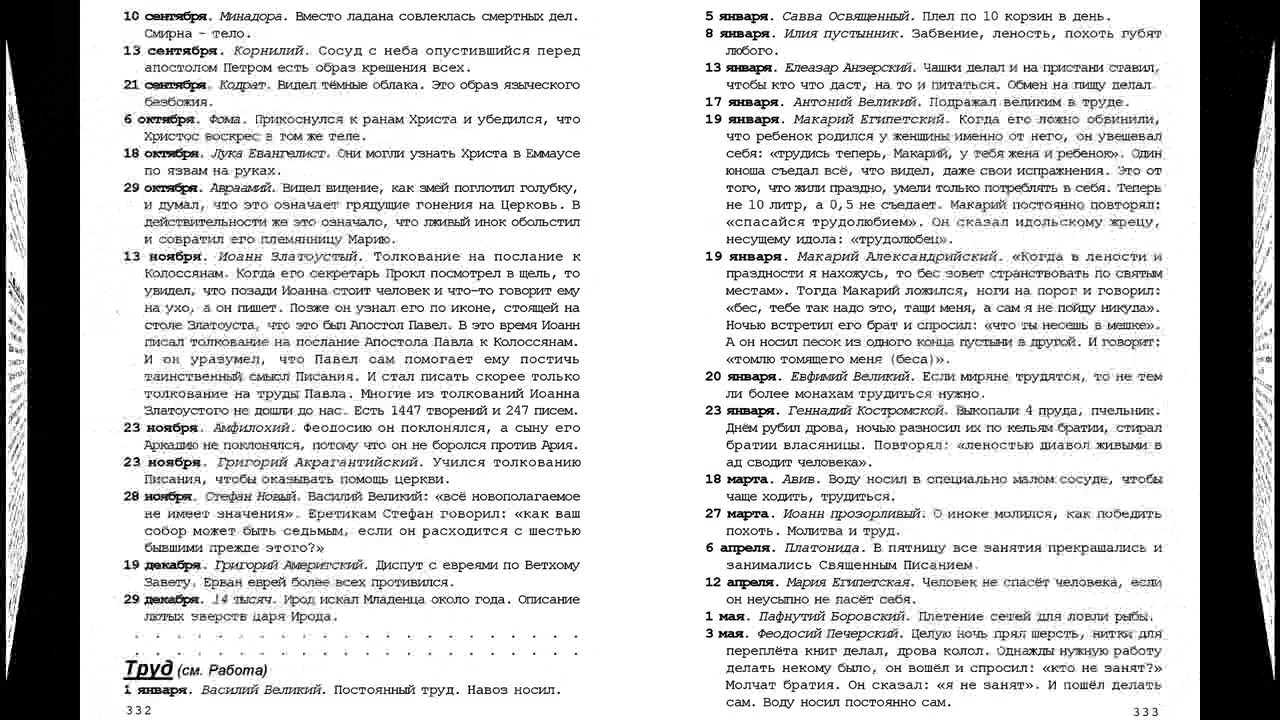 10 сентября. Минадора. Вместо ладана совлеклась смертных дел.
Смирна – тело.
13 сентября. Корнилий. Сосуд с неба опустившийся перед
апостолом Петром есть образ крещения всех.
21 сентября. Кодрат. Видел тёмные облака. Это образ языческого
безбожия.
6 октября. Фома. Прикоснулся к ранам Христа и убедился, что
Христос воскрес в том же теле.
18 октября. Лука Евангелист. Они могли узнать Христа в Еммаусе
по язвам на руках.
29 октября. Авраамий. Видел видение, как змей поглотил голубку,
и думал, что это означает грядущие гонения на Церковь. В
действительности же это означало, что лживый инок обольстил
и совратил его племянницу Марию.
13 ноября. Иоанн Златоустый. Толкование на послание к
Колоссянам. Когда его секретарь Прокл посмотрел в щель, то
увидел, что позади Иоанна стоит человек и что-то говорит ему
на ухо, а он пишет. Позже он узнал его по иконе, стоящей на
столе Златоуста, что это был Апостол Павел. В это время Иоанн
писал толкование на послание Апостола Павла к Колоссянам.
И он уразумел, что Павел сам помогает ему постичь
таинственный смысл Писания. И стал писать скорее только
толкование на труды Павла. Многие из толкований Иоанна
Златоустого не дошли до нас. Есть 1447 творений и 247 писем.
23 ноября. Амфилохий. Феодосию он поклонялся, а сыну его
Аркадию не поклонялся, потому что он не боролся против Ария.
23 ноября. Григорий Акрагантийский. Учился толкованию
Писания, чтобы оказывать помощь церкви.
28 ноября. Стефан Новый. Василий Великий: «всё новополагаемое
не имеет значения». Еретикам Стефан говорил: «как ваш
собор может быть седьмым, если он расходится с шестью
бывшими прежде этого?»
19 декабря. Григорий Америтский. Диспут с евреями по Ветхому
Завету. Ерван еврей более всех противился.
29 декабря. 14 тысяч. Ирод искал Младенца около года. Описание
лютых зверств царя Ирода.
Труд (см. Работа)
1 января. Василий Великий. Постоянный труд. Навоз носил.
332
5 января. Савва Освященный. Плел по 10 корзин в день.
8 января. Илия пустынник. Забвение, леность, похоть губят
любого.
13 января. Елеазар Анзерский. Чашки делал и на пристани ставил,
чтобы кто что даст, на то и питаться. Обмен на пищу делал.
17 января. Антоний Великий. Подражал великим в труде.
19 января. Макарий Египетский. Когда его ложно обвинили,
что ребенок родился у женщины именно от него, он увещевал
себя: «трудись теперь, Макарий, у тебя жена и ребенок». Один
юноша съедал всё, что видел, даже свои испражнения. Это от
того, что жили праздно, умели только потреблять в себя. Теперь
не 10 литр, а 0,5 не съедает. Макарий постоянно повторял:
«спасайся трудолюбием». Он сказал идольскому жрецу,
несущему идола: «трудолюбец».
19 января. Макарий Александрийский. «Когда в лености и
праздности я нахожусь, то бес зовет странствовать по святым
местам». Тогда Макарий ложился, ноги на порог и говорил:
«бес, тебе так надо это, тащи меня, а сам я не пойду никуда».
Ночью встретил его брат и спросил: «что ты несешь в мешке».
А он носил песок из одного конца пустыни в другой. И говорит:
«томлю томящего меня (беса)».
20 января. Евфимий Великий. Если миряне трудятся, то не тем
ли более монахам трудиться нужно.
23 января. Геннадий Костромской. Выкопали 4 пруда, пчельник.
Днём рубил дрова, ночью разносил их по кельям братии, стирал
братии власяницы. Повторял: «леностью диавол живыми в
ад сводит человека».
18 марта. Авив. Воду носил в специально малом сосуде, чтобы
чаще ходить, трудиться.
27 марта. Иоанн прозорливый. О иноке молился, как победить
похоть. Молитва и труд.
6 апреля. Платонида. В пятницу все занятия прекрашались и
занимались Священным Писанием.
12 апреля. Мария Египетская. Человек не спасёт человека, если
он неусыпно не пасёт себя.
1 мая. Пафнутий Боровский. Плетение сетей для ловли рыбы.
3 мая. Феодосий Печерский. Целую ночь прял шерсть, нитки для
переплёта книг делал, дрова колол. Однажды нужную работу
делать некому было, он вошёл и спросил: «кто не занят?»
Молчат братия. Он сказал: «я не занят». И пошёл делать
сам. Воду носил постоянно сам.
333